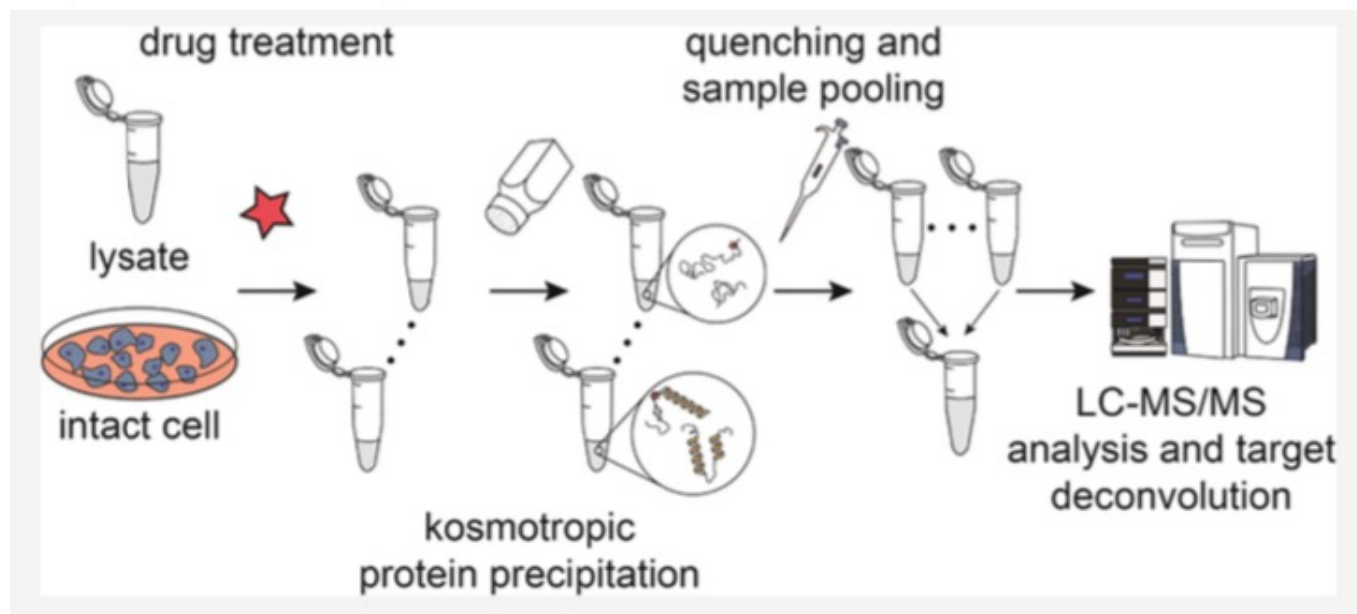 drug treatment
quenching and
sample pooling
lysate
intact cell
kosmotropic
protein precipitation
LC-MS/MS
analysis and target
deconvolution